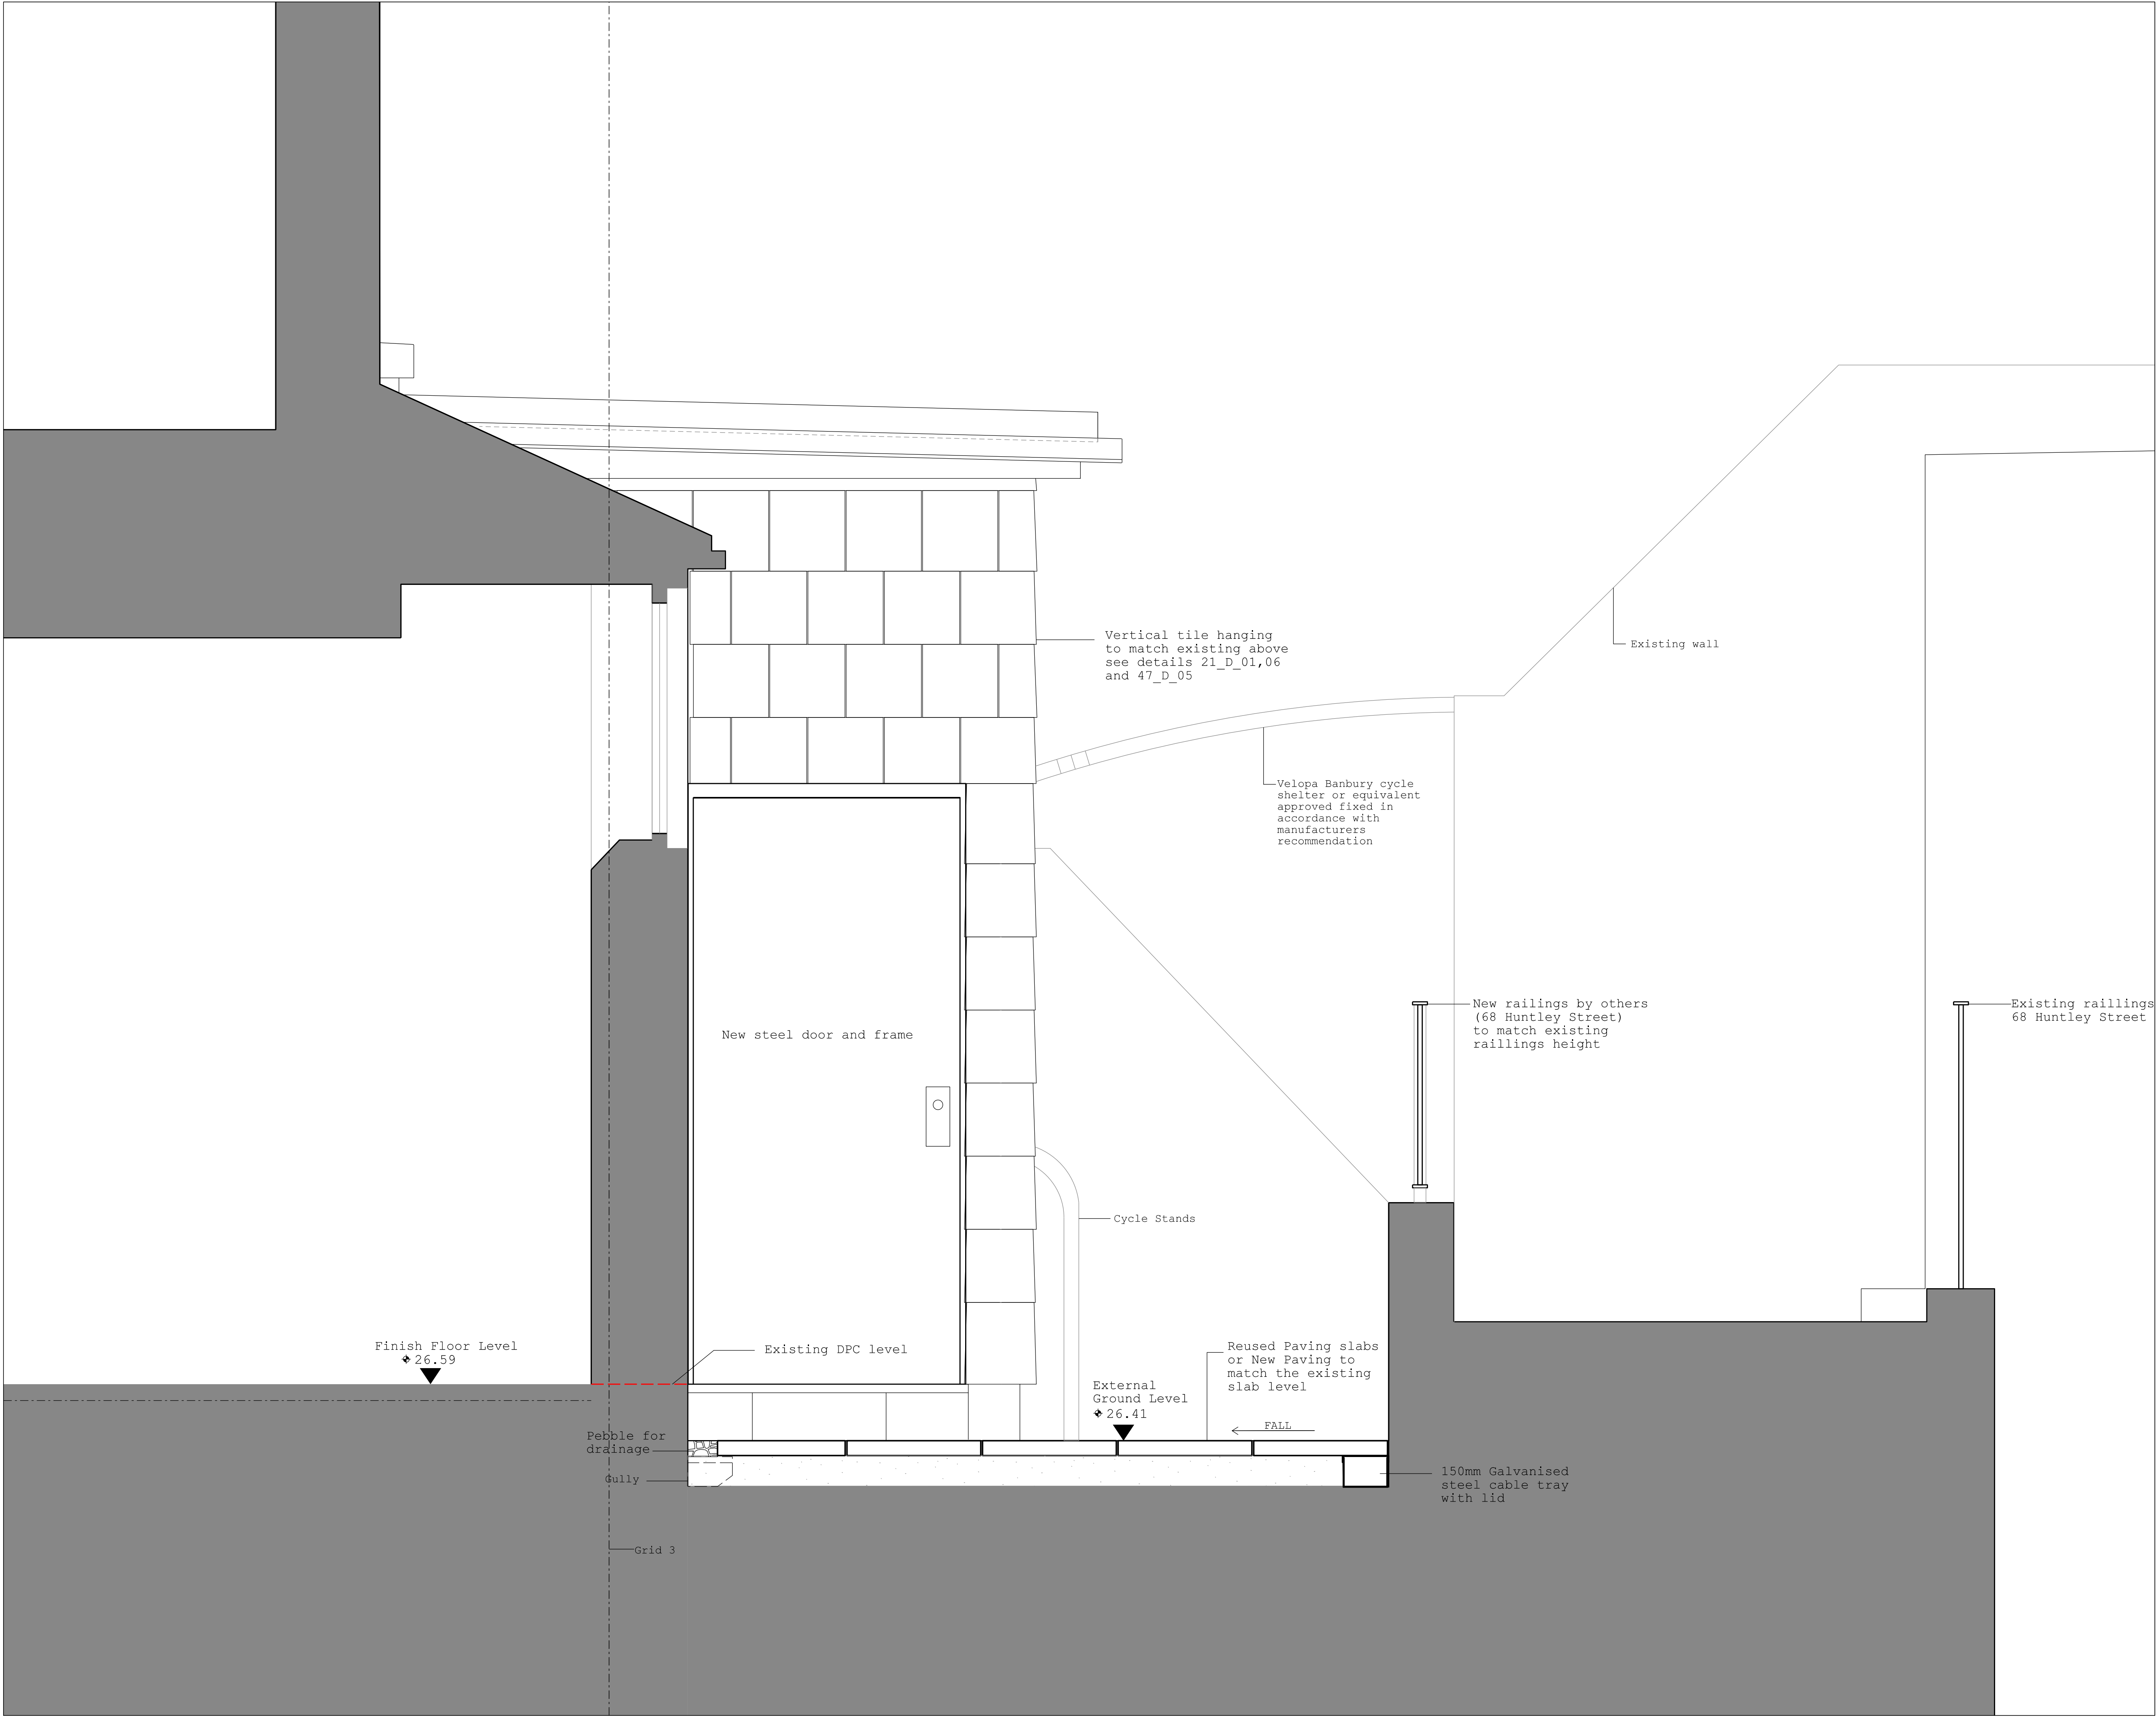 Vertical tile hanging
to match existing above
see details 21_D_01,06
and 47_D_05
Existing wall
Velopa Banbury cycle
shelter or equivalent
approved fixed in
accordance with
manufacturers
recommendation
New steel door and frame
New railings by others
(68 Huntley Street)
to match existing
raillings height
Existing raillings
68 Huntley Street
Cycle Stands
Finish Floor Level
26.59
Existing DPC level
External
Ground Level
26.41
Reused Paving slabs
or New Paving to
match the existing
slab level
FALL
Pebble for
drainage
Gully
150mm Galvanised
steel cable tray
with lid
Grid 3